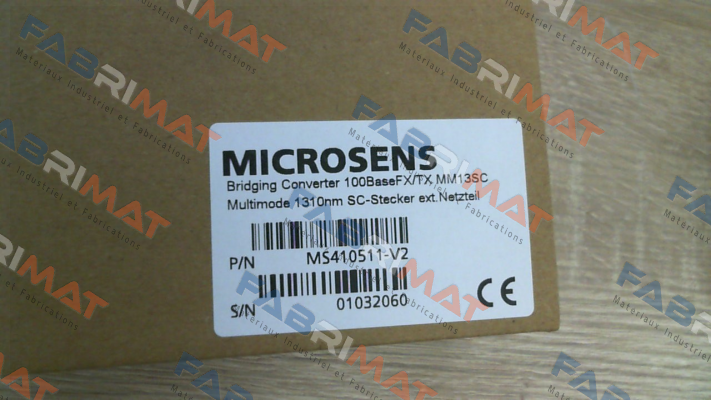 MICROSENS
Bridging Converter 100BaseFX/TX MM13SC
Multimode 1310nm SC-Stecker ext.Netzteil
P/N MS410511-V2
S/N 01032060
CE
FABRIMAT
Materiaux Industriel et Fabrications